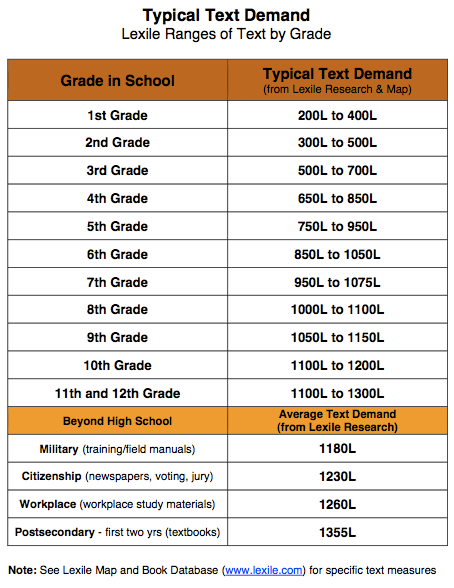 Typical Text Demand
Lexile Ranges of Text by Grade
Grade in School
Typical Text Demand
(from Lexile Research & Map)
1st Grade
200L to 400L
2nd Grade
300L to 500L
3rd Grade
500L to 700L
4th Grade
650L to 850L
5th Grade
750L to 950L
6th Grade
850L to 1050L
7th Grade
950L to 1075L
8th Grade
1000L to 1100L
9th Grade
1050L to 1150L
10th Grade
1100L to 1200L
11th and 12th Grade
1100L to 1300L
Beyond High School
Average Text Demand
(from Lexile Research)
Military (training/field manuals)
1180L
Citizenship (newspapers, voting, jury)
1230L
Workplace (workplace study materials)
1260L
Postsecondary - first two yrs (textbooks)
1355L
Note: See Lexile Map and Book Database (www.lexile.com) for specific text measures